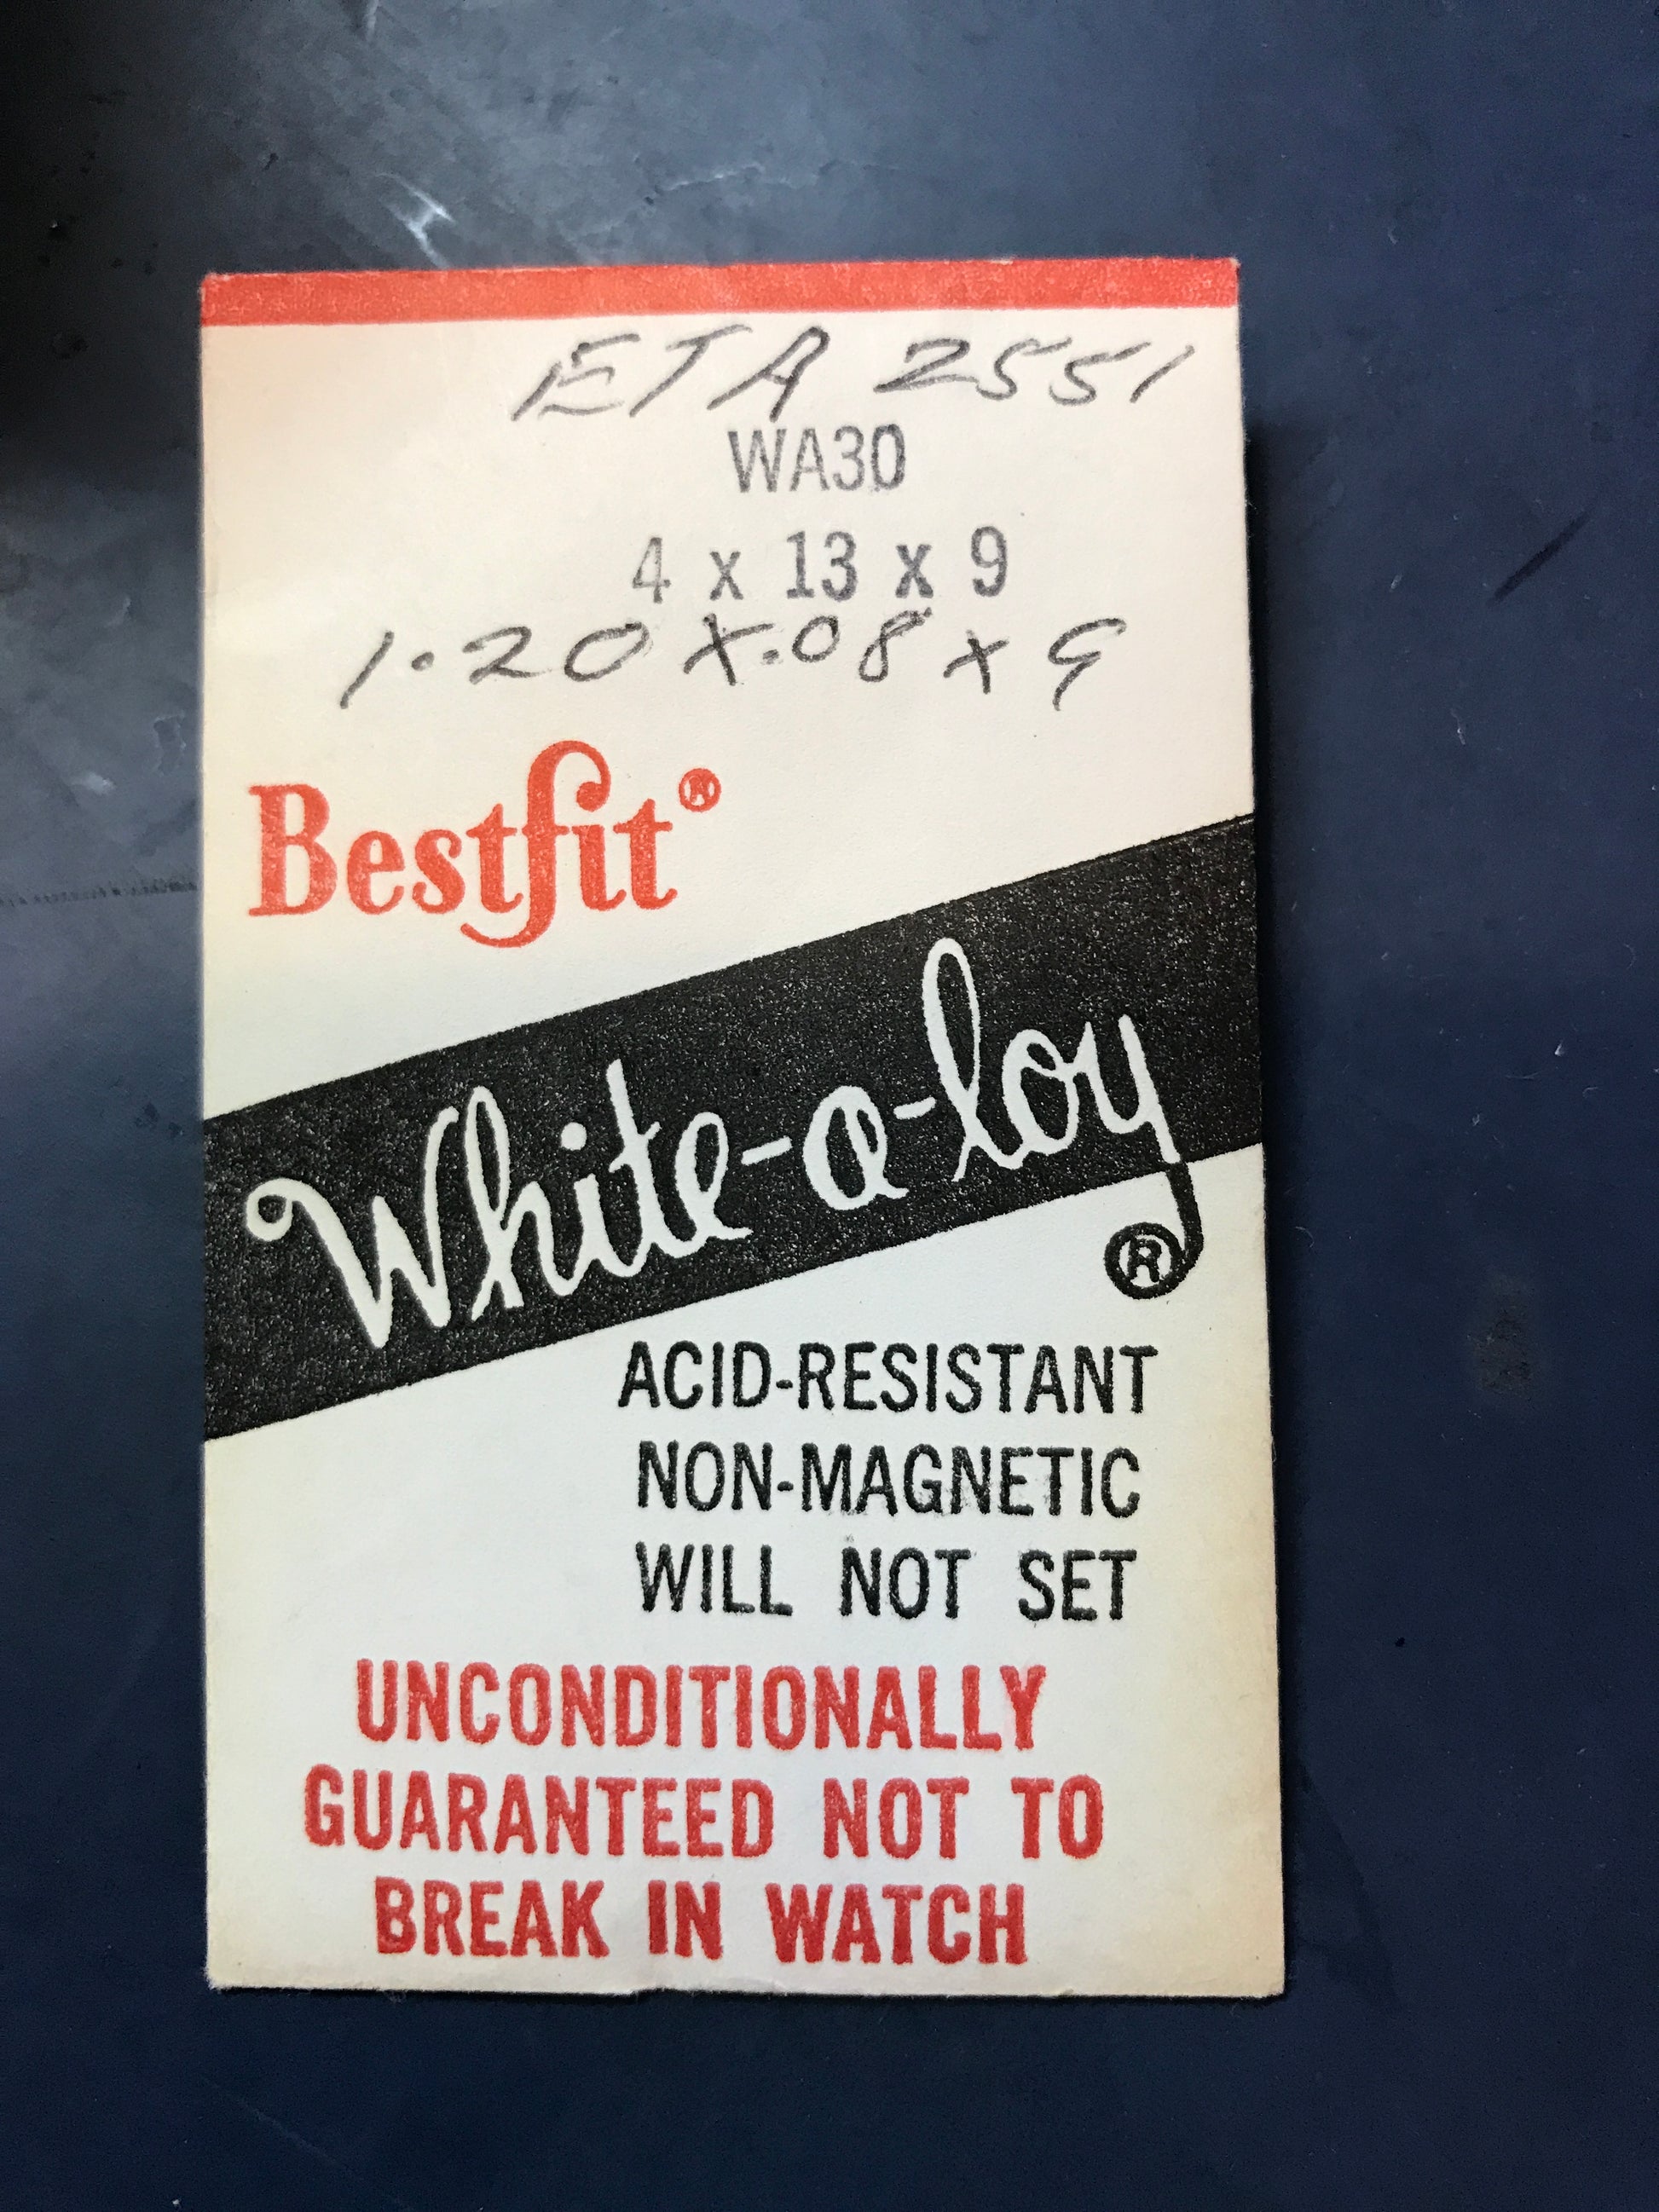 ETA 2551
WA30
4 x 13 x 9
1.20 X .08 x 9
Bestfit®
White-a-loy
®
ACID-RESISTANT
NON-MAGNETIC
WILL NOT SET
UNCONDITIONALLY
GUARANTEED NOT TO
BREAK IN WATCH